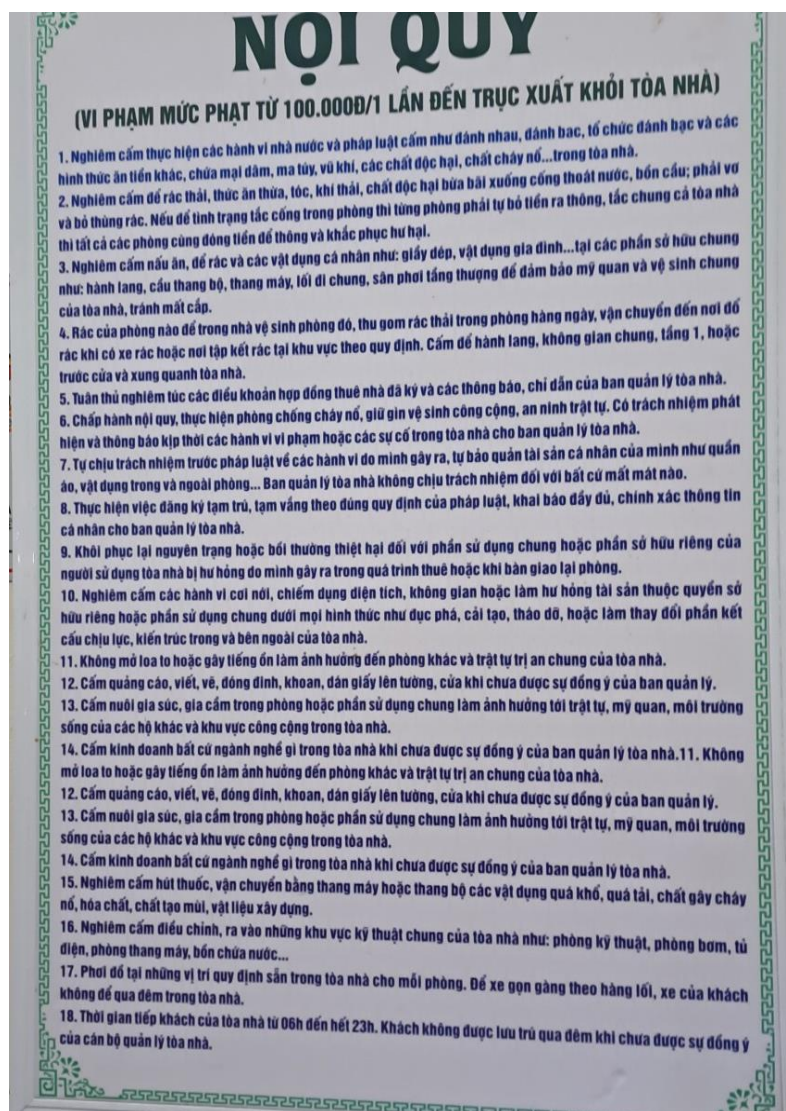 NỘI QUY
(VI PHẠM MỨC PHẠT TỪ 100.000Đ/1 LẦN ĐẾN TRỤC XUẤT KHỎI TÒA NHÀ)
1. Nghiêm cấm thực hiện các hành vi nhà nước và pháp luật cấm như đánh nhau, đánh bac, tổ chức đánh bạc và các
hình thức ăn tiền khác, chứa mại dâm, ma túy, vũ khí, các chất độc hại, chất cháy nổ...trong tòa nhà.
2. Nghiêm cấm để rác thải, thức ăn thừa, tóc, khí thải, chất độc hại bừa bãi xuống cống thoát nước, bồn cầu; phải vơ
và bỏ thùng rác. Nếu để tình trạng tắc cống trong phòng thì từng phòng phải tự bỏ tiền ra thông, tắc chung cả tòa nhà
thì tất cả các phòng cùng đóng tiền để thông và khắc phục hư hại.
3. Nghiêm cấm nấu ăn, để rác và các vật dụng cá nhân như: giầy dép, vật dụng gia đình...tại các phần sở hữu chung
như: hành lang, cầu thang bộ, thang máy, lối đi chung, sân phơi tầng thượng để đảm bảo mỹ quan và vệ sinh chung
của tòa nhà, tránh mất cắp.
4. Rác của phòng nào để trong nhà vệ sinh phòng đó, thu gom rác thải trong phòng hàng ngày, vận chuyển đến nơi đổ
rác khi có xe rác hoặc nơi tập kết rác tại khu vực theo quy định. Cấm để hành lang, không gian chung, tầng 1, hoặc
trước cửa và xung quanh tòa nhà.
5. Tuân thủ nghiêm túc các điều khoản hợp đồng thuê nhà đã ký và các thông báo, chỉ dẫn của ban quản lý tòa nhà.
6. Chấp hành nội quy, thực hiện phòng chống cháy nổ, giữ gìn vệ sinh công cộng, an ninh trật tự. Có trách nhiệm phát
hiện và thông báo kịp thời các hành vi vi phạm hoặc các sự cố trong tòa nhà cho ban quản lý tòa nhà.
7. Tự chịu trách nhiệm trước pháp luật về các hành vi do mình gây ra, tự bảo quản tài sản cá nhân của mình như quần
áo, vật dụng trong và ngoài phòng... Ban quản lý tòa nhà không chịu trách nhiệm đối với bất cứ mất mát nào.
8. Thực hiện việc đăng ký tạm trú, tạm vắng theo đúng quy định của pháp luật, khai báo đầy đủ, chính xác thông tin
cá nhân cho ban quản lý tòa nhà.
9. Khôi phục lại nguyên trạng hoặc bồi thường thiệt hại đối với phần sử dụng chung hoặc phần sở hữu riêng của
người sử dụng tòa nhà bị hư hỏng do mình gây ra trong quá trình thuê hoặc khi bàn giao lại phòng.
10. Nghiêm cấm các hành vi cơi nới, chiếm dụng diện tích, không gian hoặc làm hư hỏng tài sản thuộc quyền sở
hữu riêng hoặc phần sử dụng chung dưới mọi hình thức như đục phá, cải tạo, tháo dỡ, hoặc làm thay đổi phần kết
cấu chịu lực, kiến trúc trong và bên ngoài của tòa nhà.
11. Không mở loa to hoặc gây tiếng ồn làm ảnh hưởng đến phòng khác và trật tự trị an chung của tòa nhà.
12. Cấm quảng cáo, viết, vẽ, đóng đinh, khoan, dán giấy lên tường, cửa khi chưa được sự đồng ý của ban quản lý.
13. Cấm nuôi gia súc, gia cầm trong phòng hoặc phần sử dụng chung làm ảnh hưởng tới trật tự, mỹ quan, môi trường
sống của các hộ khác và khu vực công cộng trong tòa nhà.
14. Cấm kinh doanh bất cứ ngành nghề gì trong tòa nhà khi chưa được sự đồng ý của ban quản lý tòa nhà.11. Không
mở loa to hoặc gây tiếng ồn làm ảnh hưởng đến phòng khác và trật tự trị an chung của tòa nhà.
12. Cấm quảng cáo, viết, vẽ, đóng đinh, khoan, dán giấy lên tường, cửa khi chưa được sự đồng ý của ban quản lý.
13. Cấm nuôi gia súc, gia cầm trong phòng hoặc phần sử dụng chung làm ảnh hưởng tới trật tự, mỹ quan, môi trường
sống của các hộ khác và khu vực công cộng trong tòa nhà.
14. Cấm kinh doanh bất cứ ngành nghề gì trong tòa nhà khi chưa được sự đồng ý của ban quản lý tòa nhà.
15. Nghiêm cấm hút thuốc, vận chuyển bằng thang máy hoặc thang bộ các vật dụng quá khổ, quá tải, chất gây cháy
nổ, hóa chất, chất tạo mùi, vật liệu xây dựng.
16. Nghiêm cấm điều chỉnh, ra vào những khu vực kỹ thuật chung của tòa nhà như: phòng kỹ thuật, phòng bơm, tủ
điện, phòng thang máy, bồn chứa nước...
17. Phơi đồ tại những vị trí quy định sẵn trong tòa nhà cho mỗi phòng. Để xe gọn gàng theo hàng lối, xe của khách
không để qua đêm trong tòa nhà.
18. Thời gian tiếp khách của tòa nhà từ 06h đến hết 23h. Khách không được lưu trú qua đêm khi chưa được sự đồng ý
của cán bộ quản lý tòa nhà.